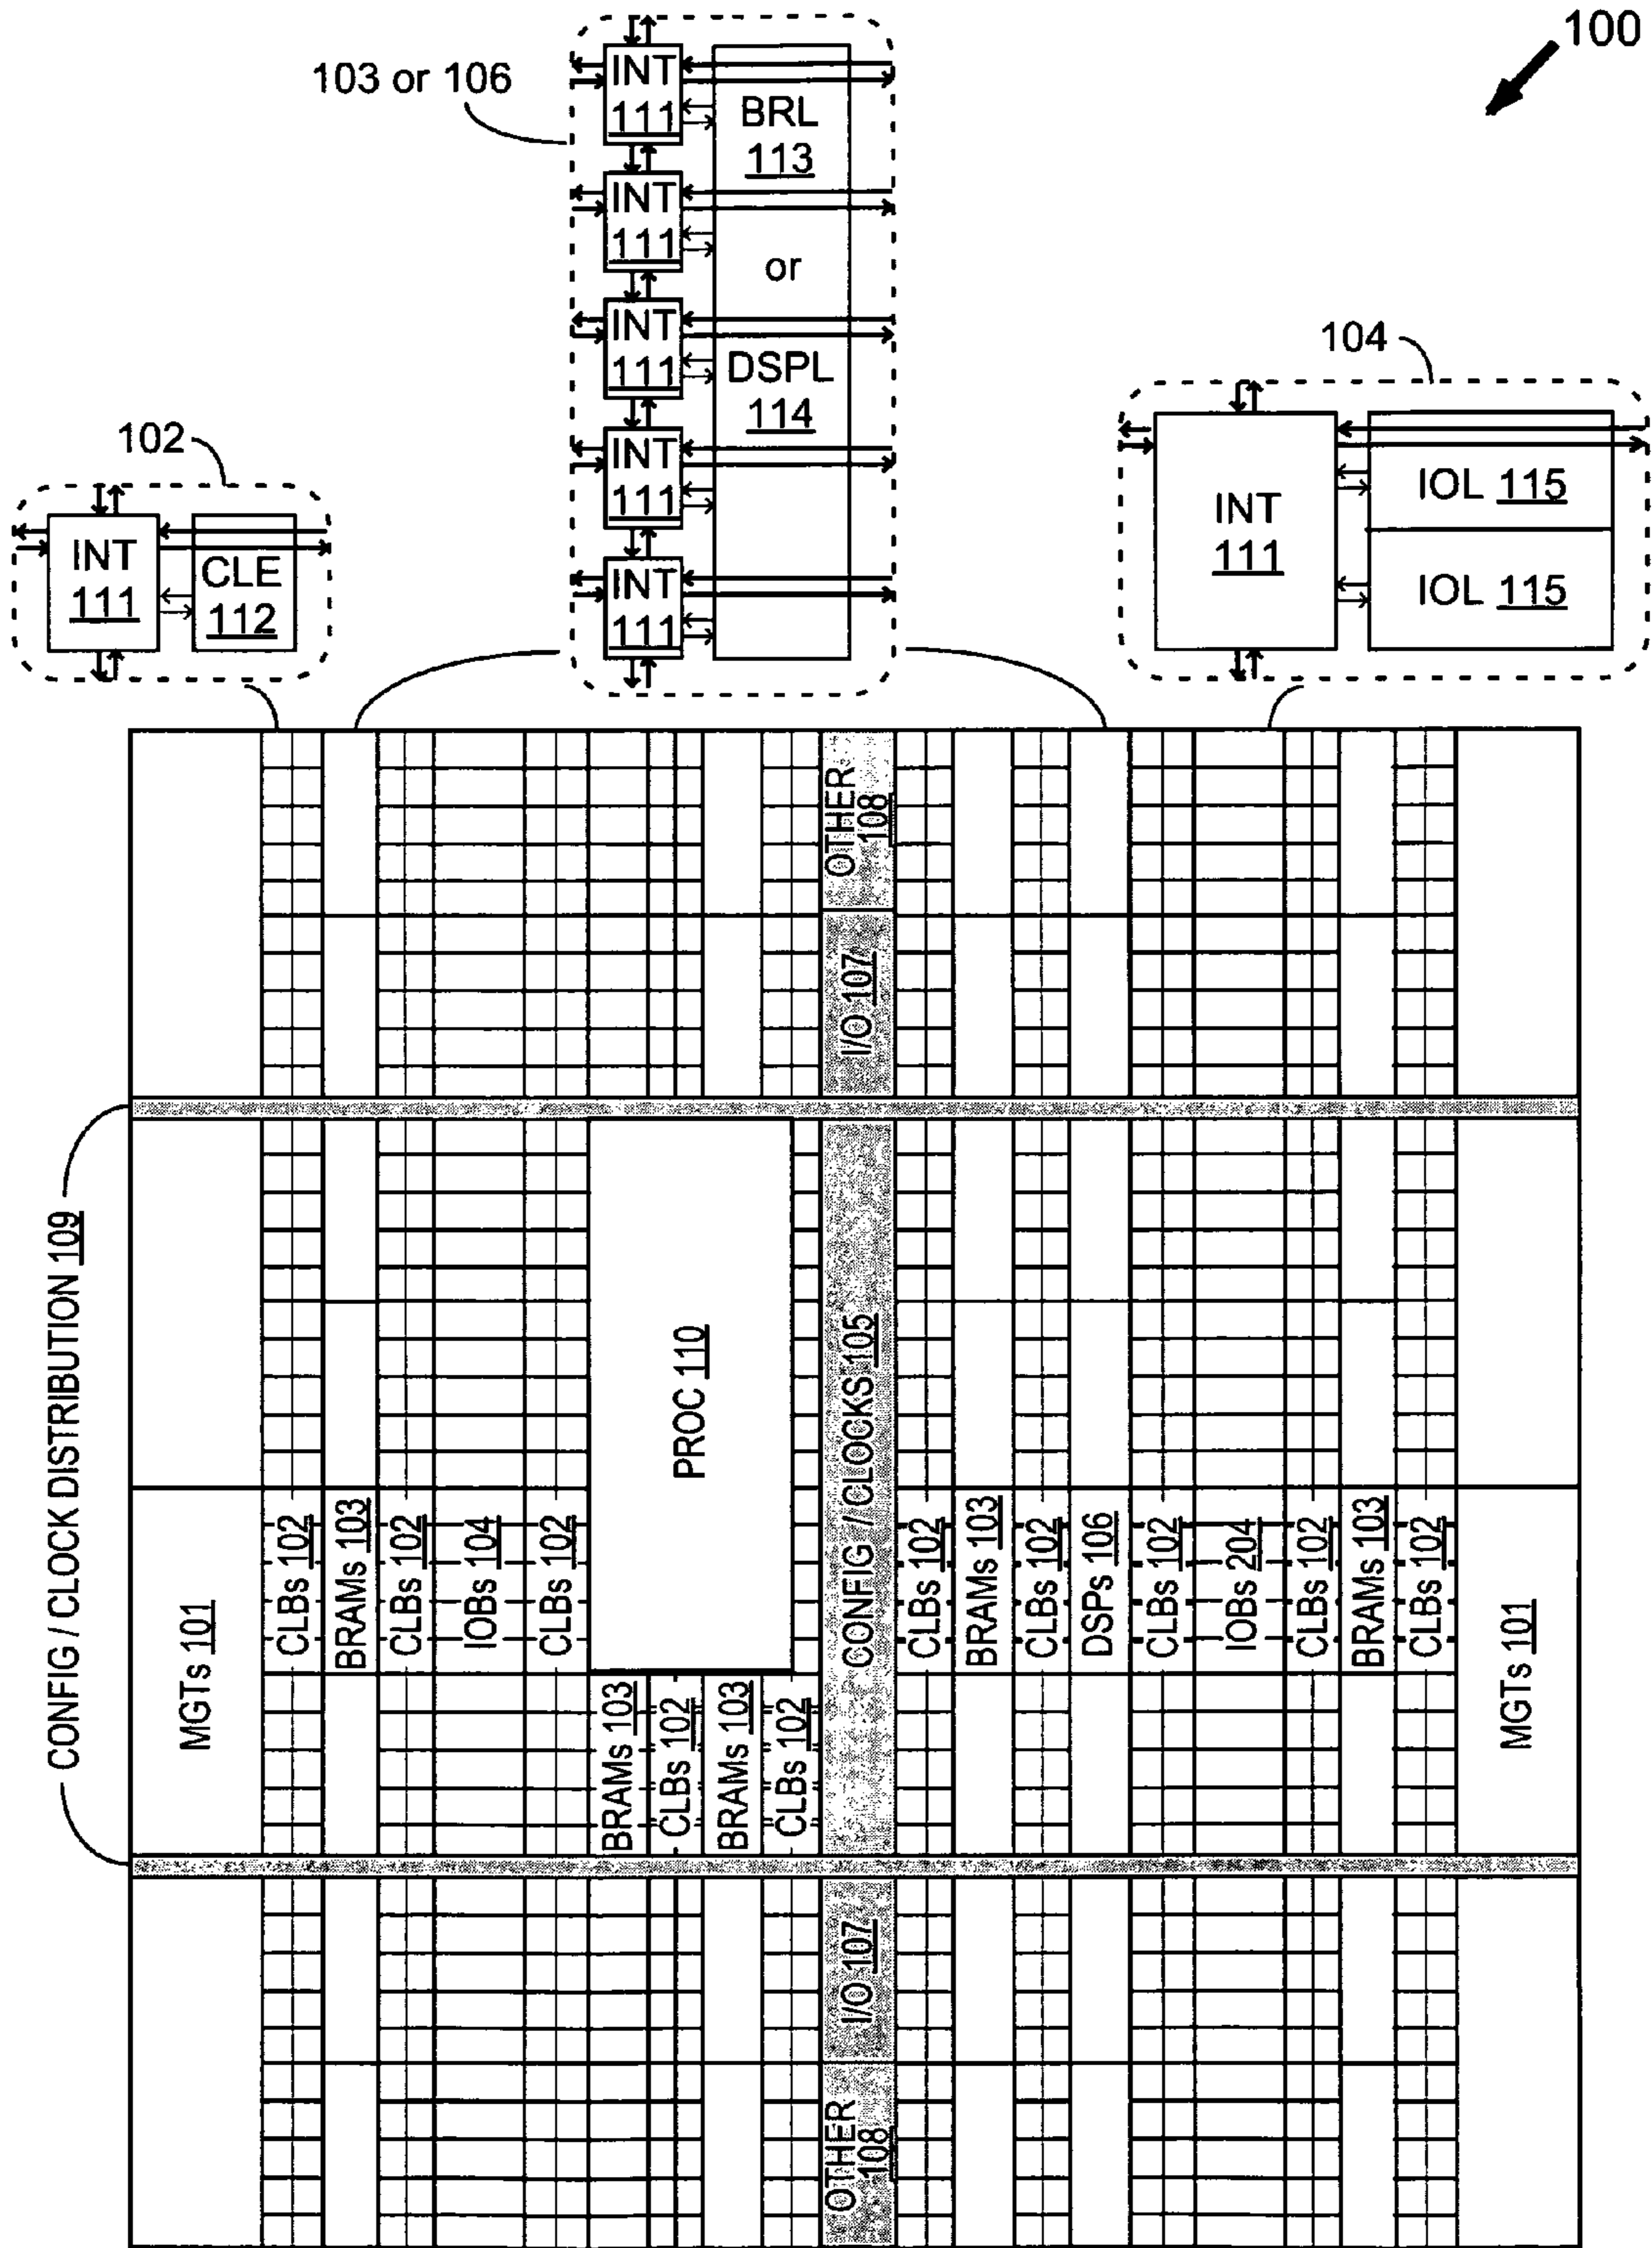 100
103 or 106
INT
111
INT
111
INT
111
INT
111
INT
111
BRL
113
or
DSPL
114
102
INT
111
CLE
112
104
INT
111
IOL 115
IOL 115
CONFIG / CLOCK DISTRIBUTION 109
OTHER
108
I/O 107
PROC 110
CONFIG / CLOCKS 105
MGTs 101
CLBs 102
BRAMs 103
CLBs 102
IOBs 104
CLBs 102
BRAMs 103
CLBs 102
BRAMs 103
CLBs 102
CLBs 102
BRAMs 103
CLBs 102
DSPs 106
CLBs 102
IOBs 204
CLBs 102
BRAMs 103
CLBs 102
MGTs 101
I/O 107
OTHER
108